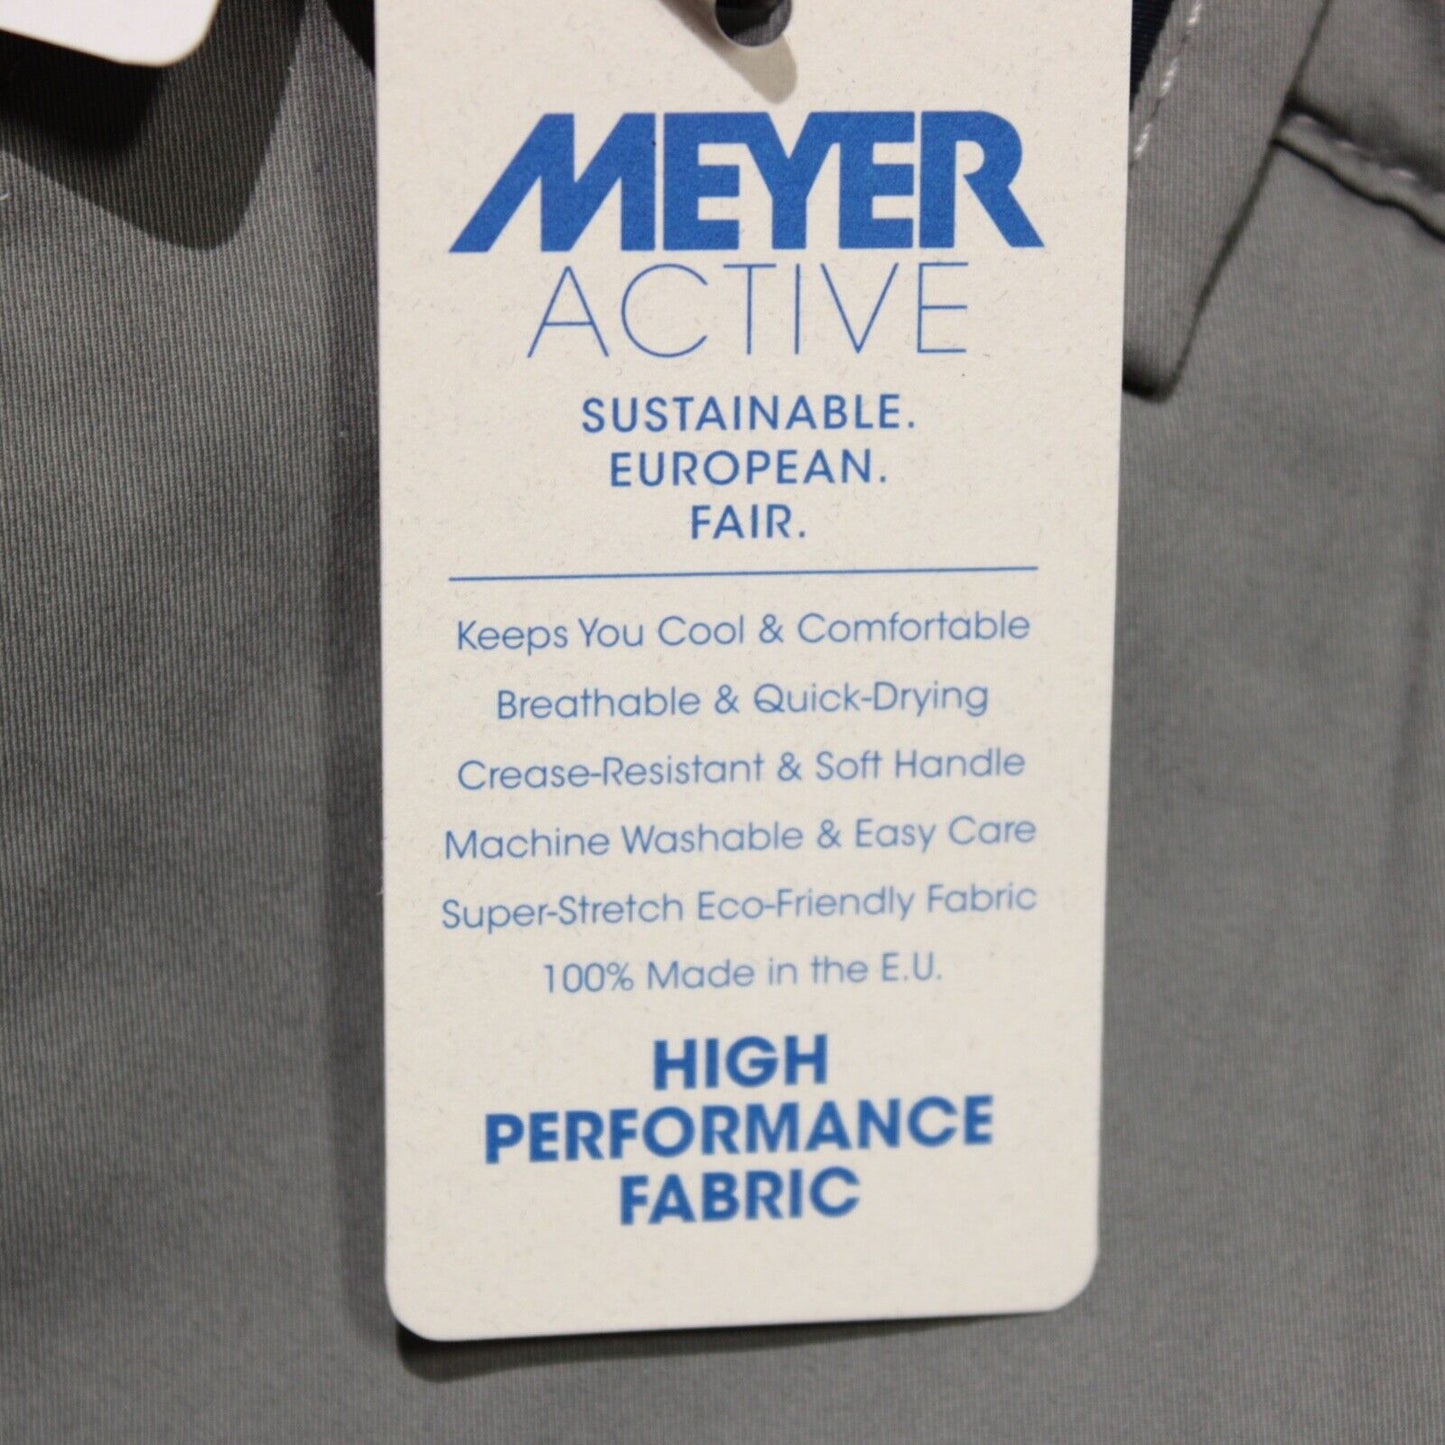 MEYER
ACTIVE
SUSTAINABLE.
EUROPEAN.
FAIR.
Keeps You Cool & Comfortable
Breathable & Quick-Drying
Crease-Resistant & Soft Handle
Machine Washable & Easy Care
Super-Stretch Eco-Friendly Fabric
100% Made in the E.U.
HIGH
PERFORMANCE
FABRIC